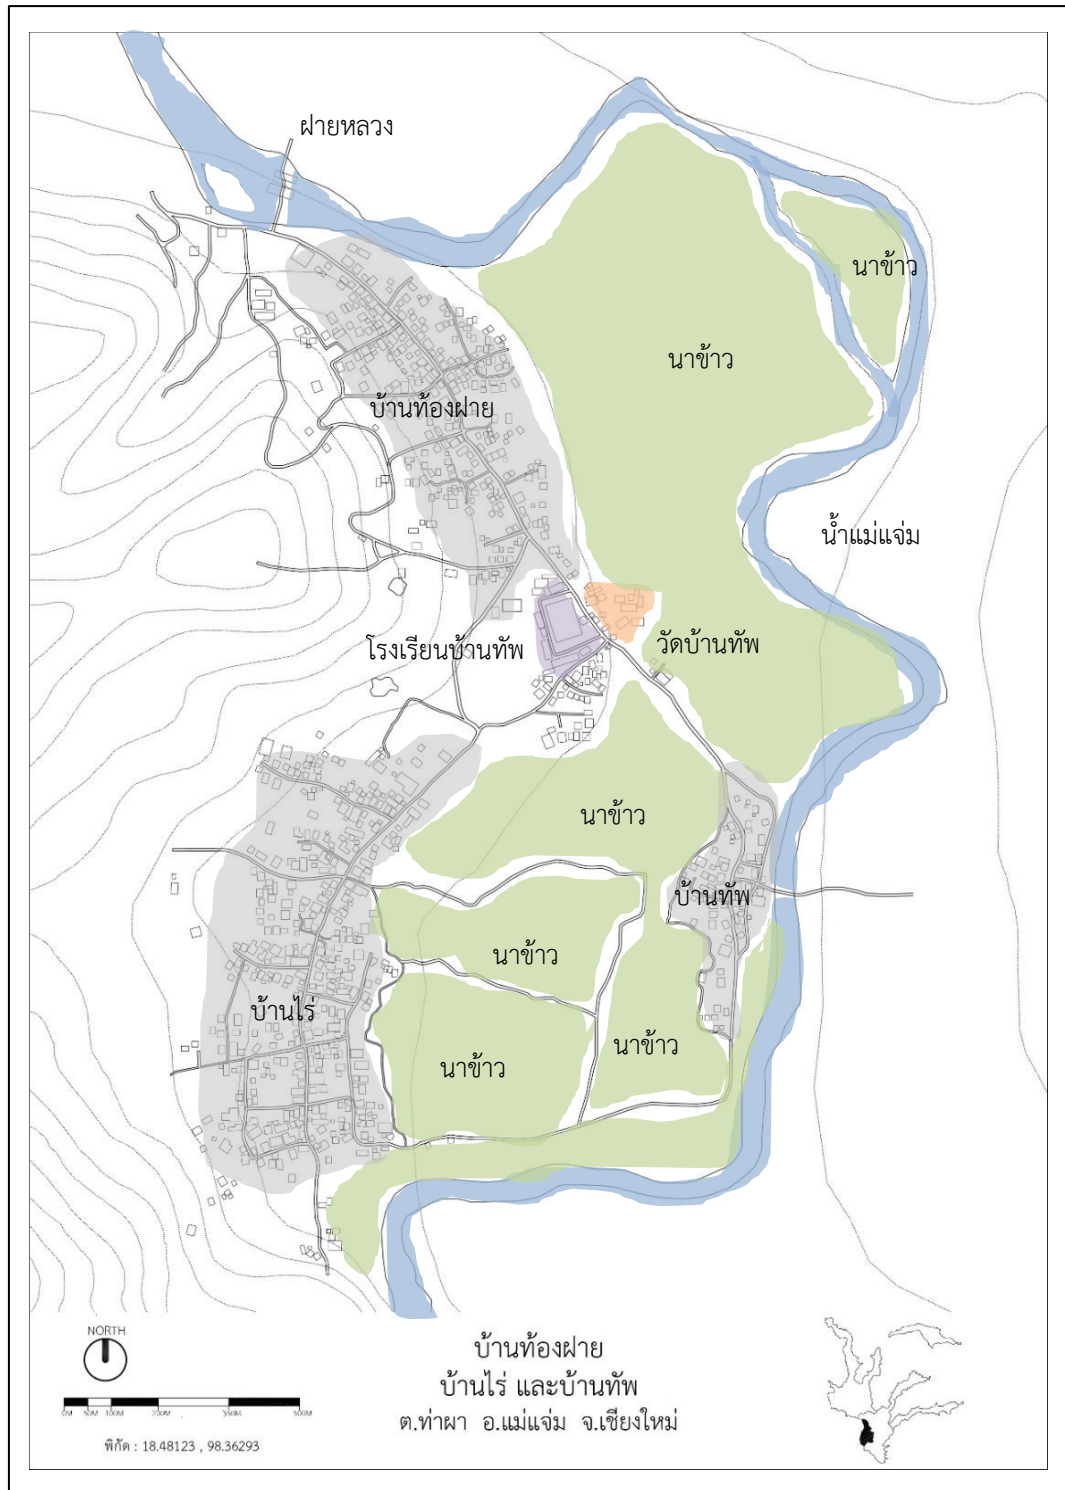 ฝายหลวง
นาข้าว
นาข้าว
บ้านท้องฝาย
น้ำแม่แจ่ม
โรงเรียนบ้านทัพ
วัดบ้านทัพ
นาข้าว
บ้านทัพ
นาข้าว
บ้านไร่
นาข้าว
นาข้าว
NORTH
0M 50M 100M 200M 350M 500M
พิกัด : 18.48123 , 98.36293
บ้านท้องฝาย
บ้านไร่ และบ้านทัพ
ต.ท่าผา อ.แม่แจ่ม จ.เชียงใหม่